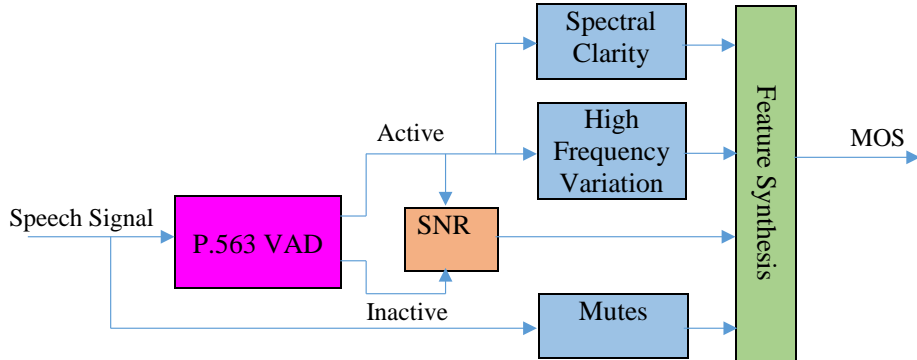 Spectral
Clarity
High
Frequency
Variation
Active
MOS
Feature Synthesis
Speech Signal
P.563 VAD
SNR
Inactive
Mutes